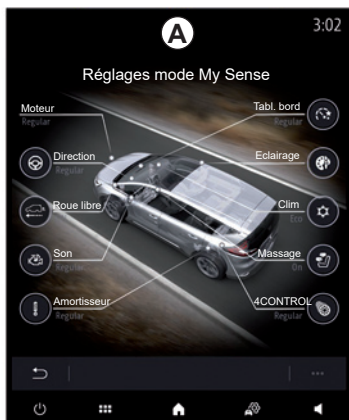 A
3:02
Réglages mode My Sense
Moteur
Regular
Tabl. bord
Regular
Direction
Regular
Eclairage
Roue libre
Clim
Eco
Son
Regular
Massage
On
Amortisseur
Regular
4CONTROL
Regular